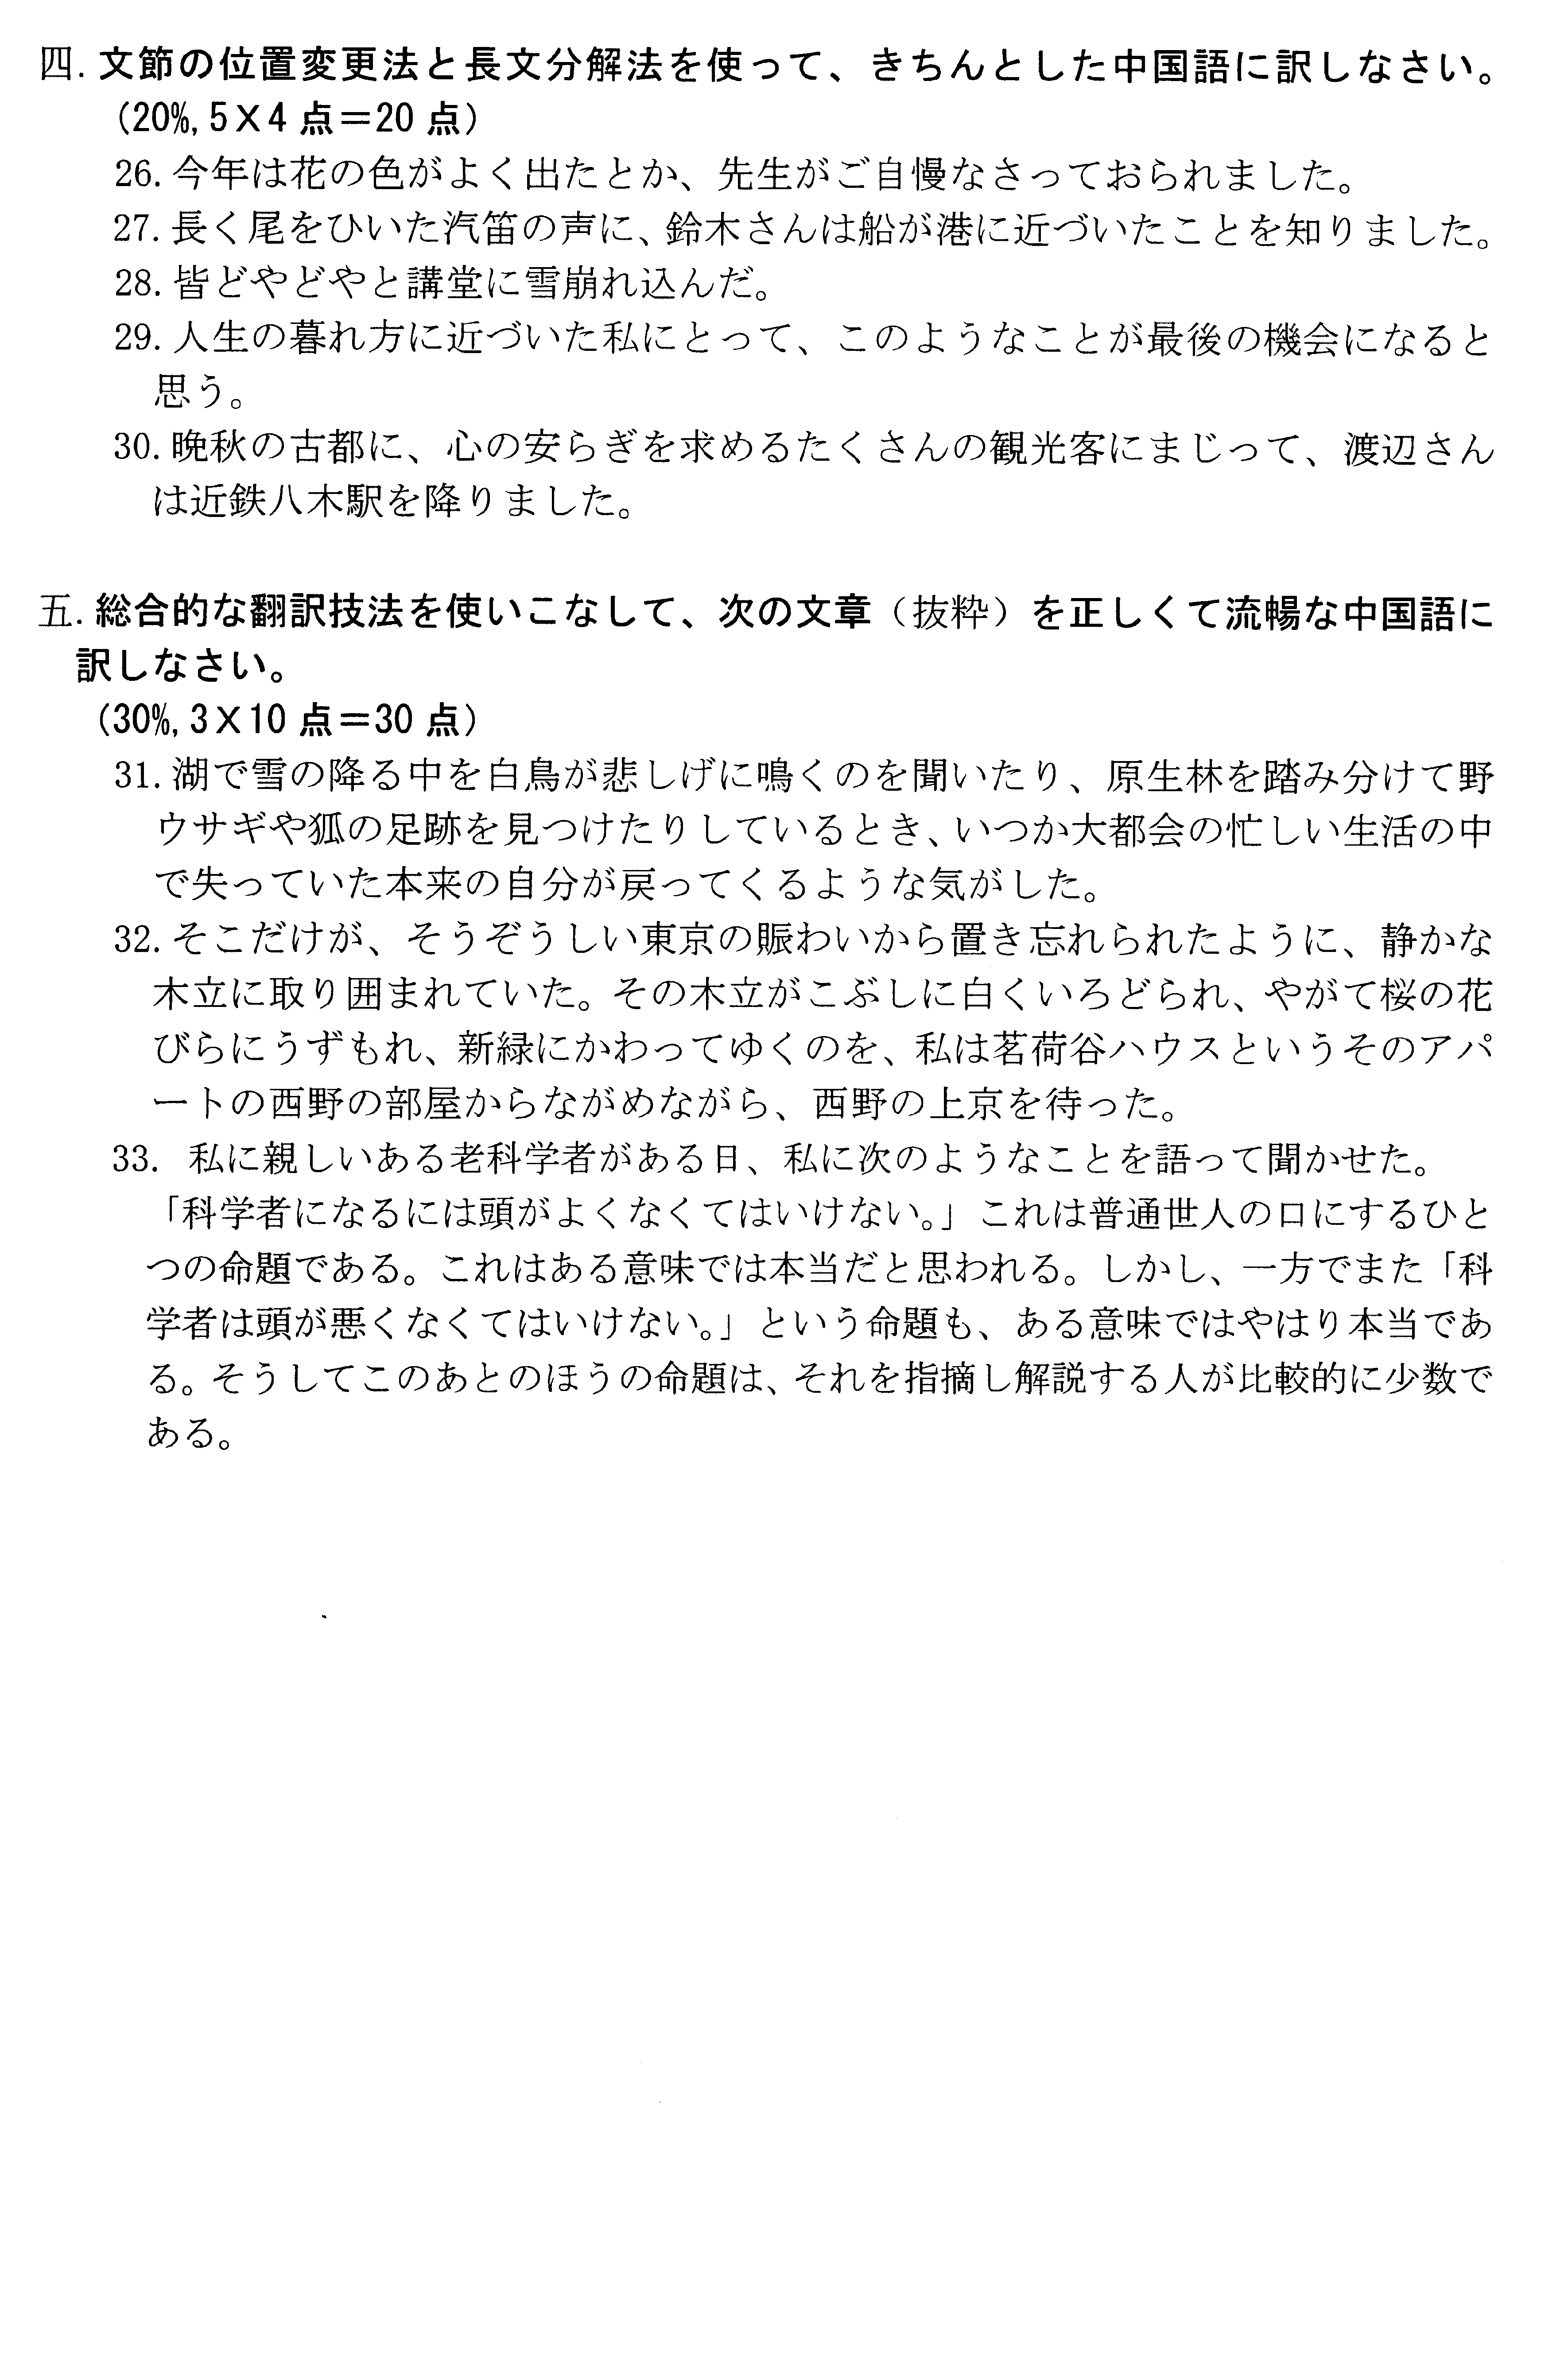 四. 文節の位置変更法と長文分解法を使って、きちんとした中国語に訳しなさい。
(20%, 5×4 点＝20 点)
26. 今年は花の色がよく出たとか、先生がご自慢なさっておられました。
27. 長く尾をひいた汽笛の声に、鈴木さんは船が港に近づいたことを知りました。
28. 皆どやどやと講堂に雪崩れ込んだ。
29. 人生の暮れ方に近づいた私にとって、このようなことが最後の機会になると
思う。
30. 晩秋の古都に、心の安らぎを求めるたくさんの観光客にまじって、渡辺さん
は近鉄八木駅を降りました。
五. 総合的な翻訳技法を使いこなして、次の文章（抜粋）を正しくて流暢な中国語に
訳しなさい。
(30%, 3×10 点＝30 点)
31. 湖で雪の降る中を白鳥が悲しげに鳴くのを聞いたり、原生林を踏み分けて野
ウサギや狐の足跡を見つけたりしているとき、いつか大都会の忙しい生活の中
で失っていた本来の自分が戻ってくるような気がした。
32. そこだけが、そうぞうしい東京の賑わいから置き忘れられたように、静かな
木立に取り囲まれていた。その木立がこぶしに白くいろどられ、やがて桜の花
びらにうずもれ、新緑にかわってゆくのを、私は茗荷谷ハウスというそのアパ
ートの西野の部屋からながめながら、西野の上京を待った。
33. 私に親しいある老科学者がある日、私に次のようなことを語って聞かせた。
「科学者になるには頭がよくなくてはいけない。」これは普通世人の口にするひと
つの命題である。これはある意味では本当だと思われる。しかし、一方でまた「科
学者は頭が悪くなくてはいけない。」という命題も、ある意味ではやはり本当であ
る。そうしてこのあとのほうの命題は、それを指摘し解説する人が比較的に少数で
ある。